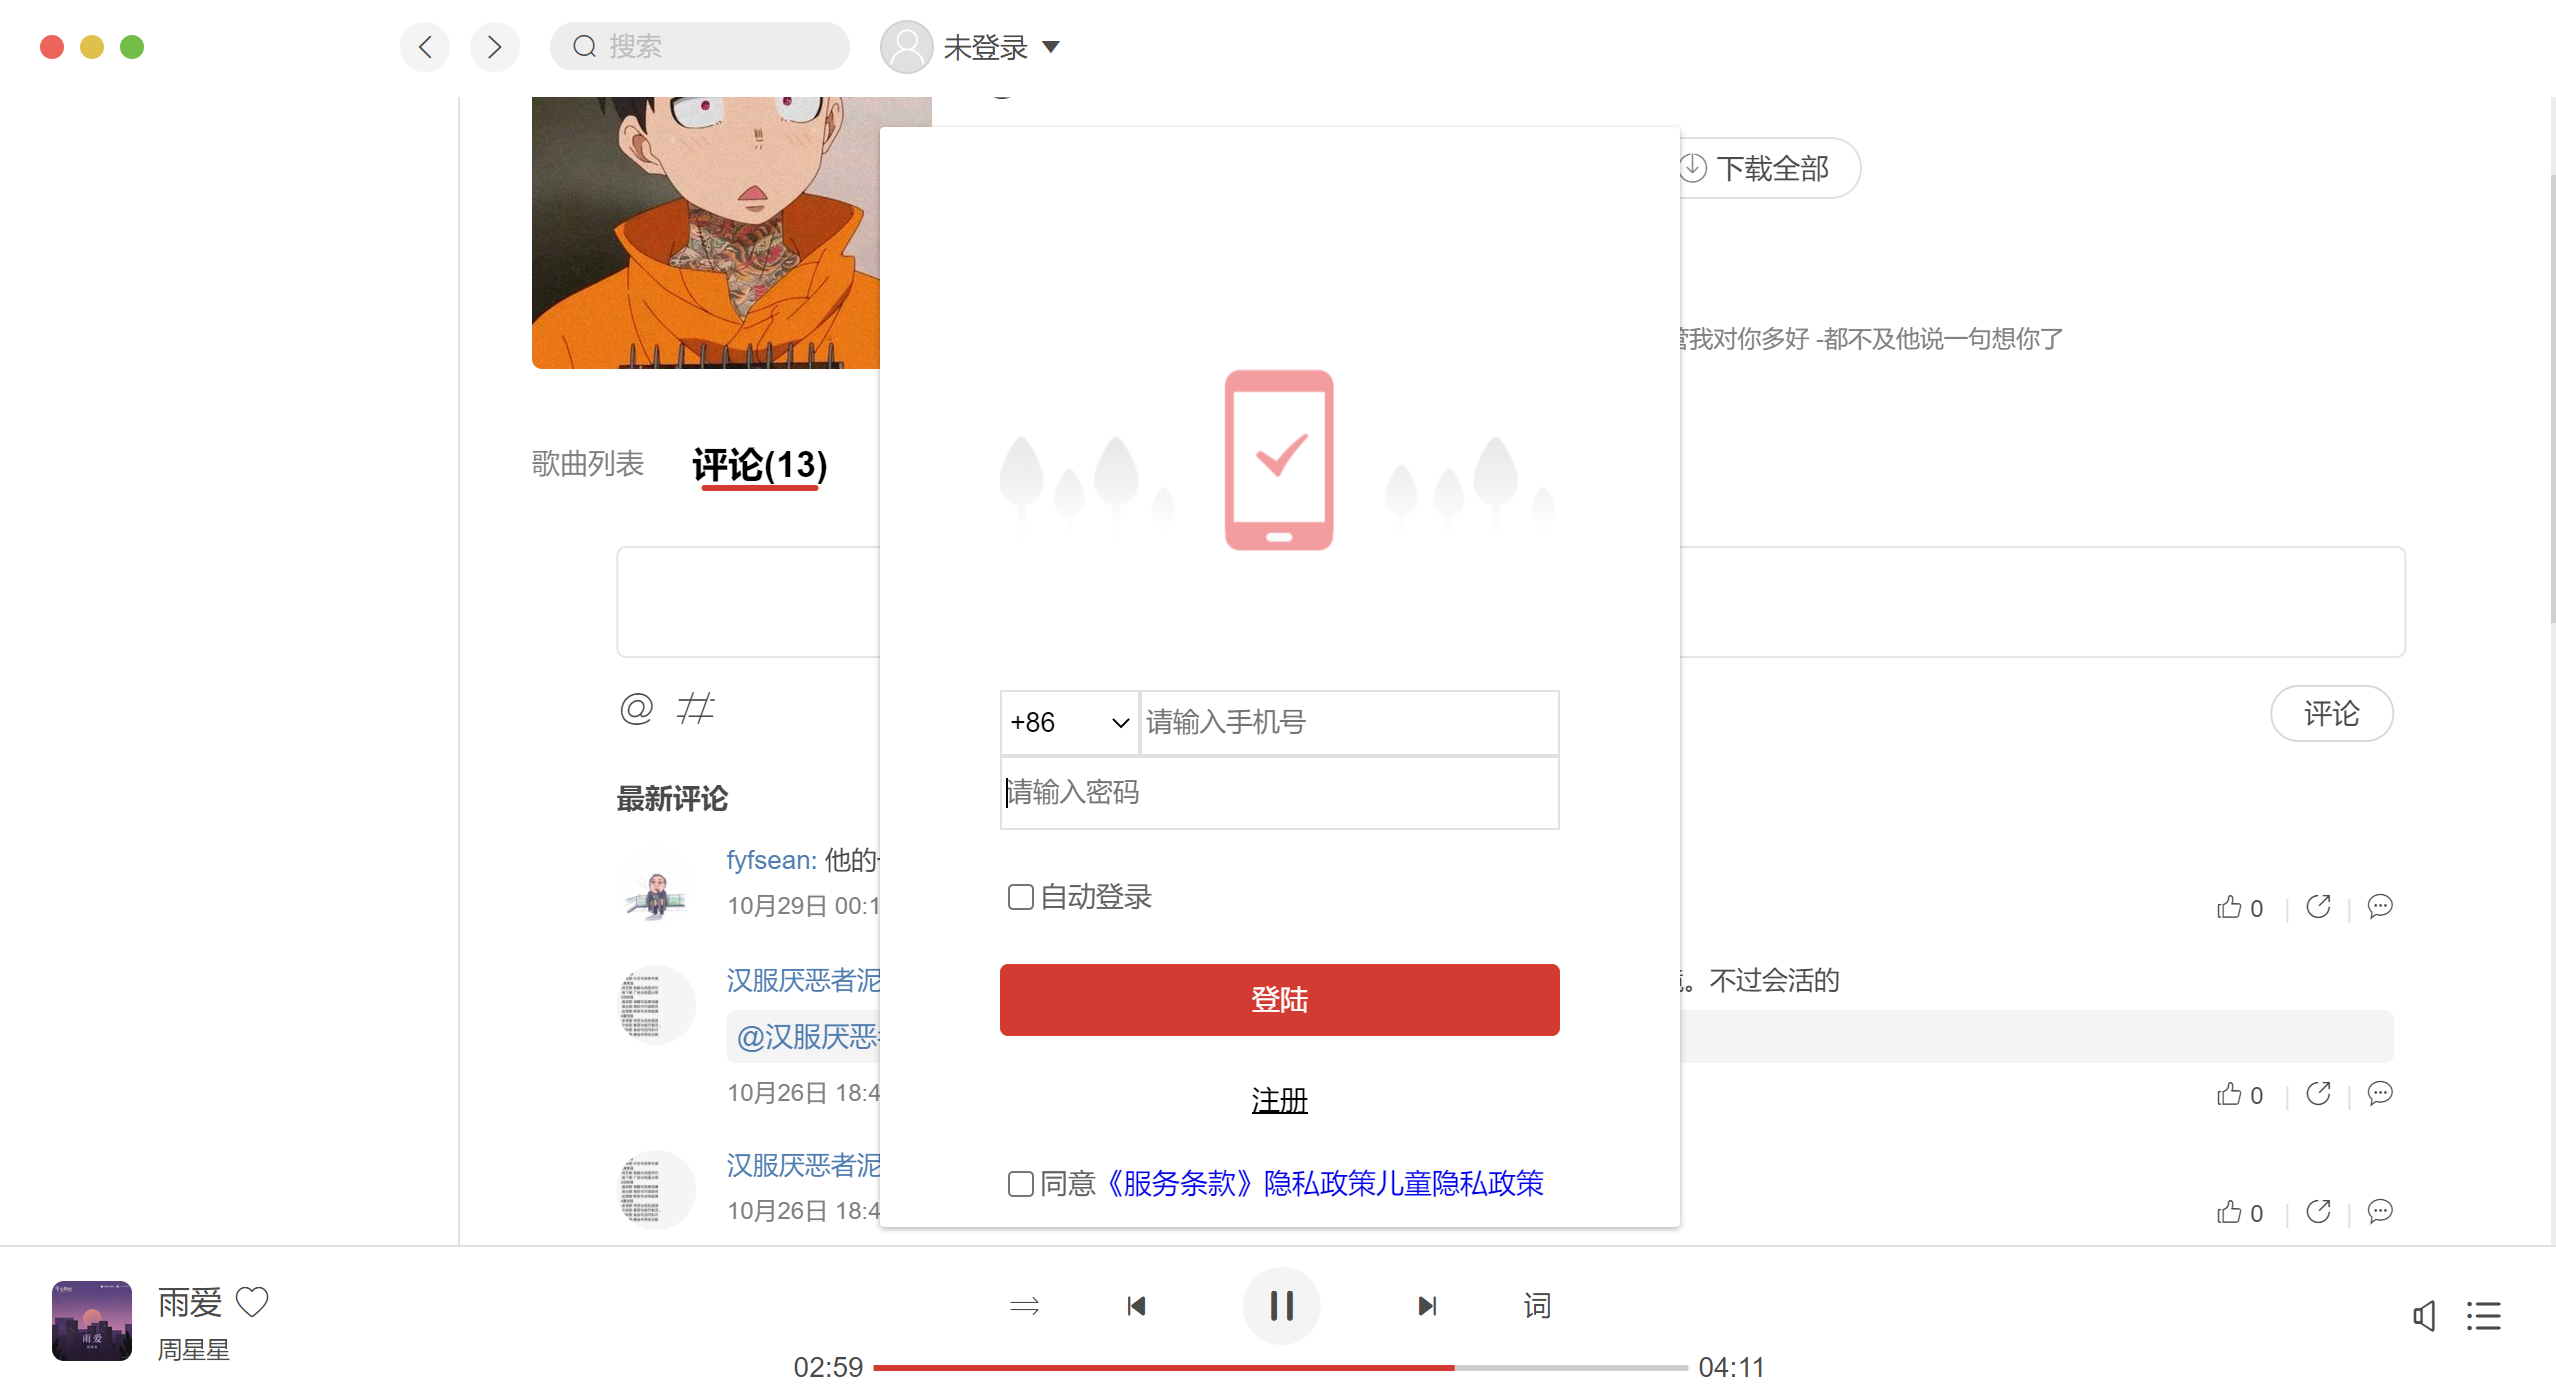 搜索
未登录
下载全部
我对你多好 -都不及他说一句想你了
歌曲列表
评论(13)
+86
请输入手机号
请输入密码
评论
最新评论
fyfsean: 他的
10月29日 00:1
0
自动登录
汉服厌恶者泥
。不过会活的
登陆
@汉服厌恶
10月26日 18:4
0
注册
汉服厌恶者泥
同意《服务条款》隐私政策儿童隐私政策
10月26日 18:4
0
雨爱
周星星
词
02:59
04:11
雨爱